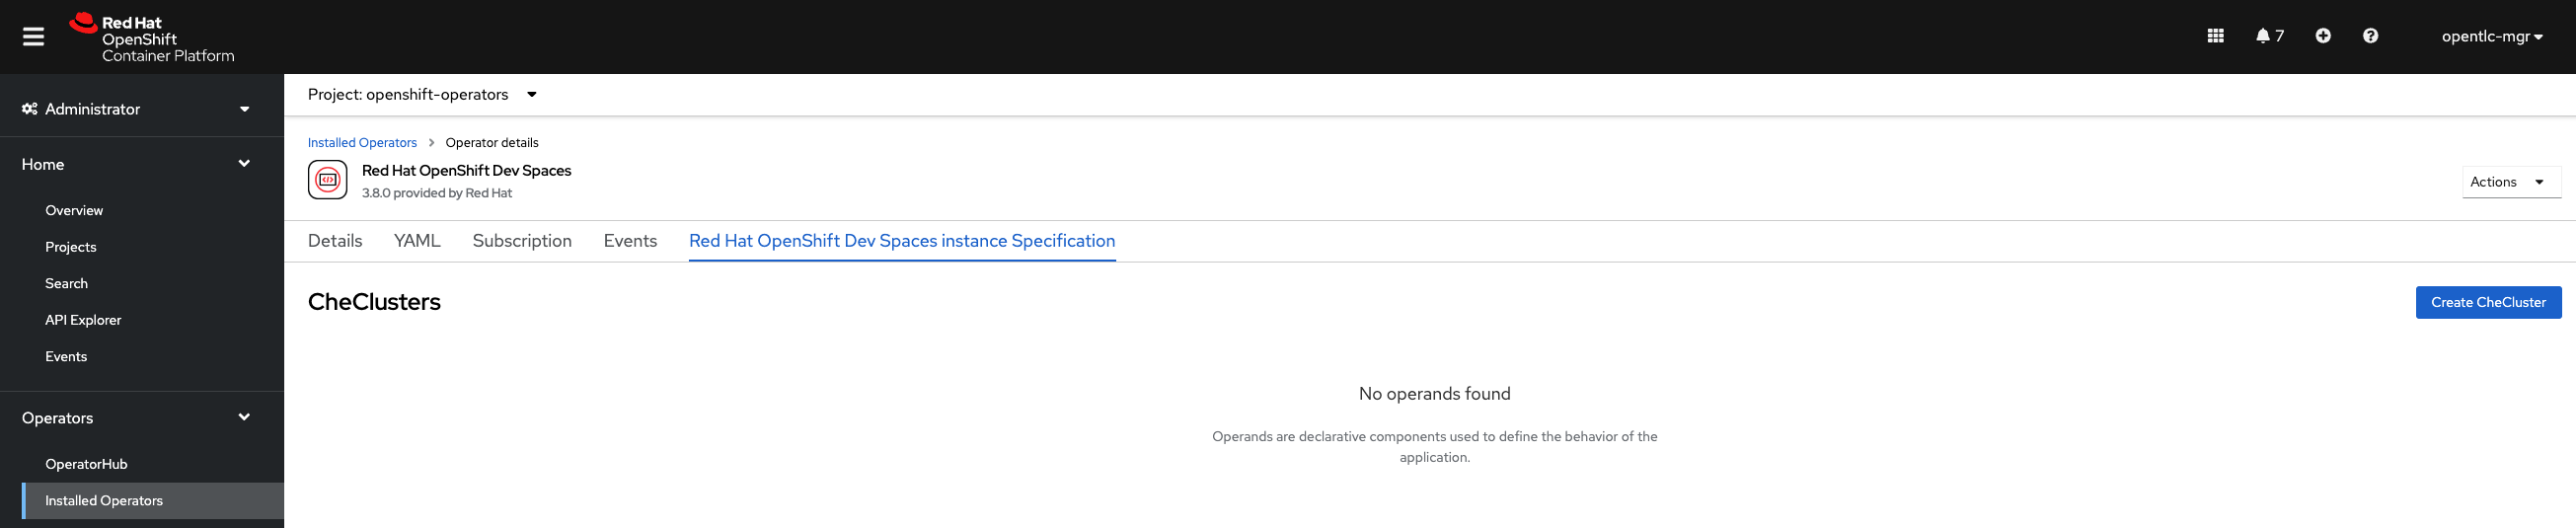 Red Hat
OpenShift
Container Platform
7
opentlc-mgr
Administrator
Home
Overview
Projects
Search
API Explorer
Events
Operators
OperatorHub
Installed Operators
Project: openshift-operators
Installed Operators > Operator details
Red Hat OpenShift Dev Spaces
3.8.0 provided by Red Hat
Actions
Details YAML Subscription Events Red Hat OpenShift Dev Spaces instance Specification
CheClusters
Create CheCluster
No operands found
Operands are declarative components used to define the behavior of the
application.